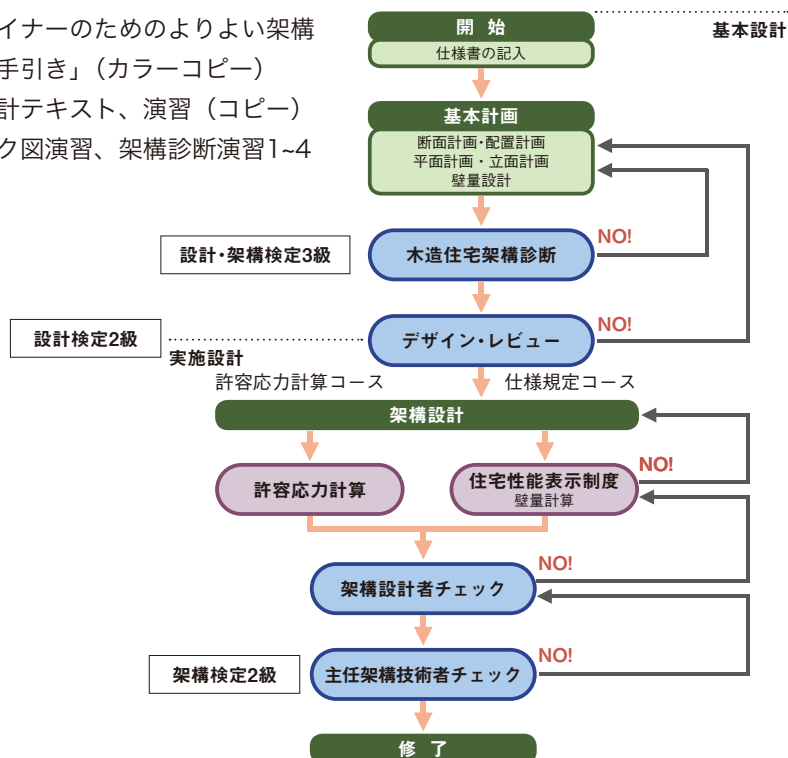 イナーのためのよりよい架構
手引き」（カラーコピー）
計テキスト、演習（コピー）
ク図演習、架構診断演習1~4
開 始
基本設計
仕様書の記入
基本計画
断面計画・配置計画
平面計画・立面計画
壁量設計
NO!
設計・架構検定3級
木造住宅架構診断
NO!
設計検定2級
デザイン・レビュー
実施設計
許容応力計算コース
仕様規定コース
架構設計
NO!
許容応力計算
住宅性能表示制度
壁量計算
NO!
架構設計者チェック
NO!
架構検定2級
主任架構技術者チェック
修 了